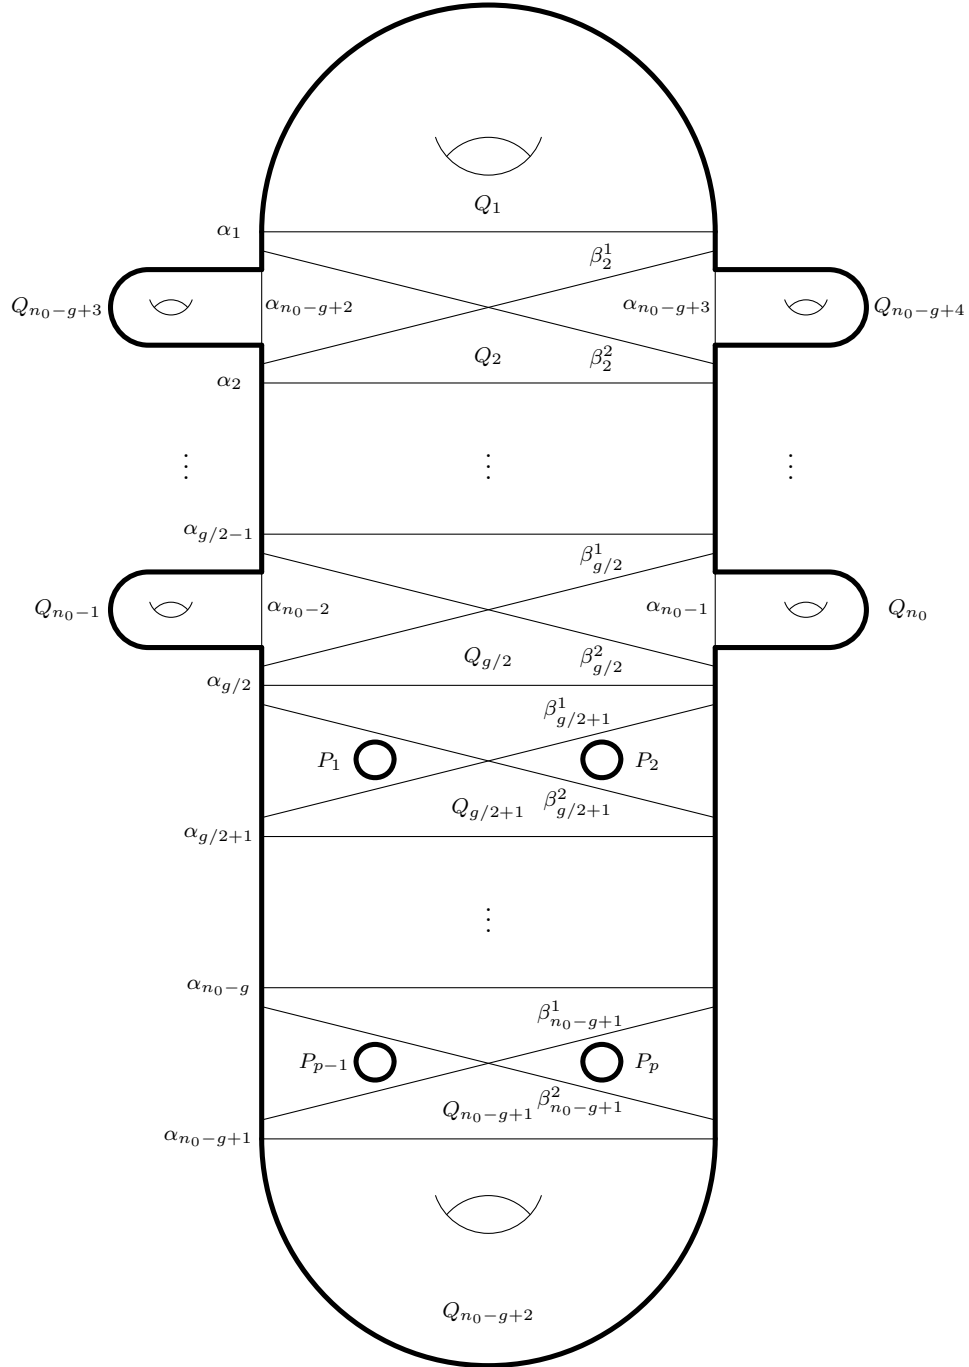 Q_1
α_1
β_2^1
Q_{n_0-g+3}
α_{n_0-g+2}
α_{n_0-g+3}
Q_{n_0-g+4}
Q_2
β_2^2
α_2
⋮ ⋮ ⋮
α_{g/2-1}
β_{g/2}^1
Q_{n_0-1}
α_{n_0-2}
α_{n_0-1}
Q_{n_0}
Q_{g/2}
β_{g/2}^2
α_{g/2}
β_{g/2+1}^1
P_1
P_2
Q_{g/2+1}
β_{g/2+1}^2
α_{g/2+1}
⋮
α_{n_0-g}
β_{n_0-g+1}^1
P_{p-1}
P_p
Q_{n_0-g+1}
β_{n_0-g+1}^2
α_{n_0-g+1}
Q_{n_0-g+2}